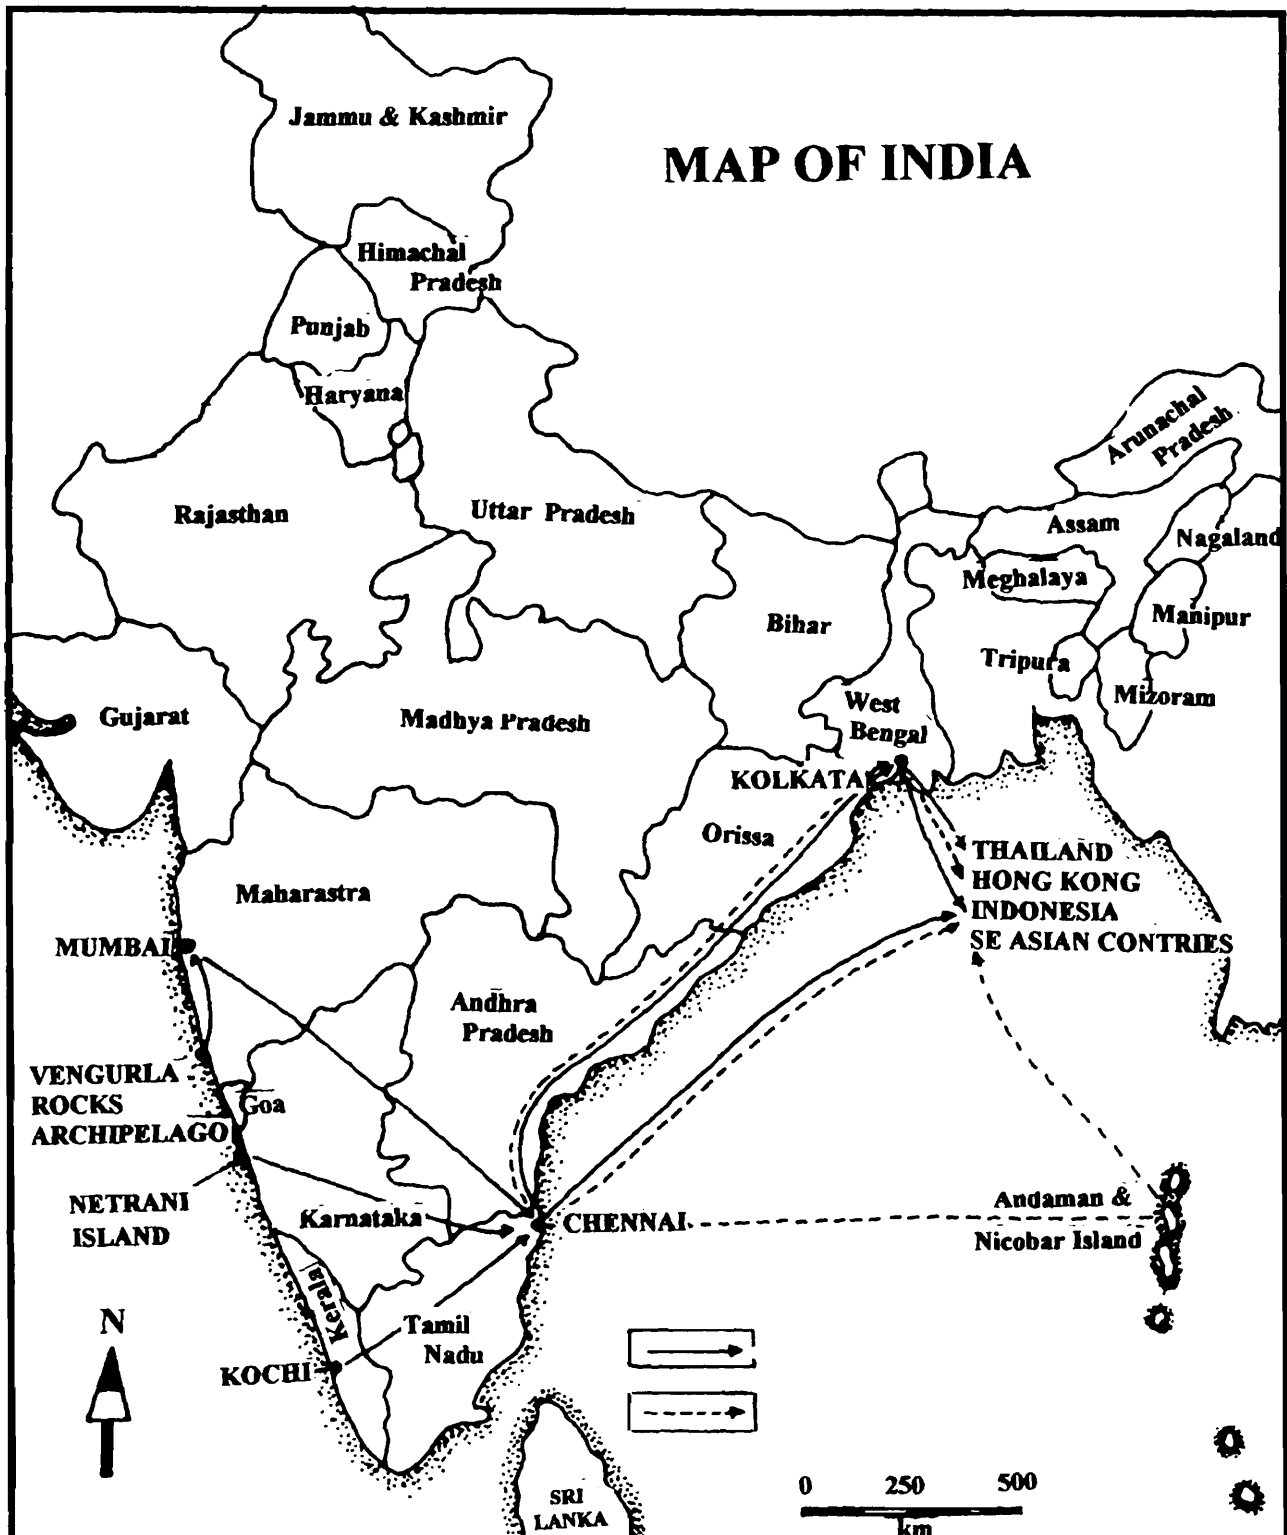 MAP OF INDIA
Jammu & Kashmir
Himachal
Pradesh
Punjab
Haryana
Arunachal
Pradesh
Rajasthan
Uttar Pradesh
Assam
Nagaland
Meghalaya
Bihar
Manipur
Tripura
Mizoram
Gujarat
Madhya Pradesh
West
Bengal
KOLKATA
Orissa
THAILAND
HONG KONG
INDONESIA
SE ASIAN CONTRIES
Maharastra
MUMBAI
Andhra
Pradesh
VENGURLA
ROCKS
ARCHIPELAGO
Goa
NETRANI
ISLAND
Karnataka
CHENNAI
Andaman &
Nicobar Island
Kerala
Tamil
Nadu
N
KOCHI
SRI
LANKA
0 250 500
km